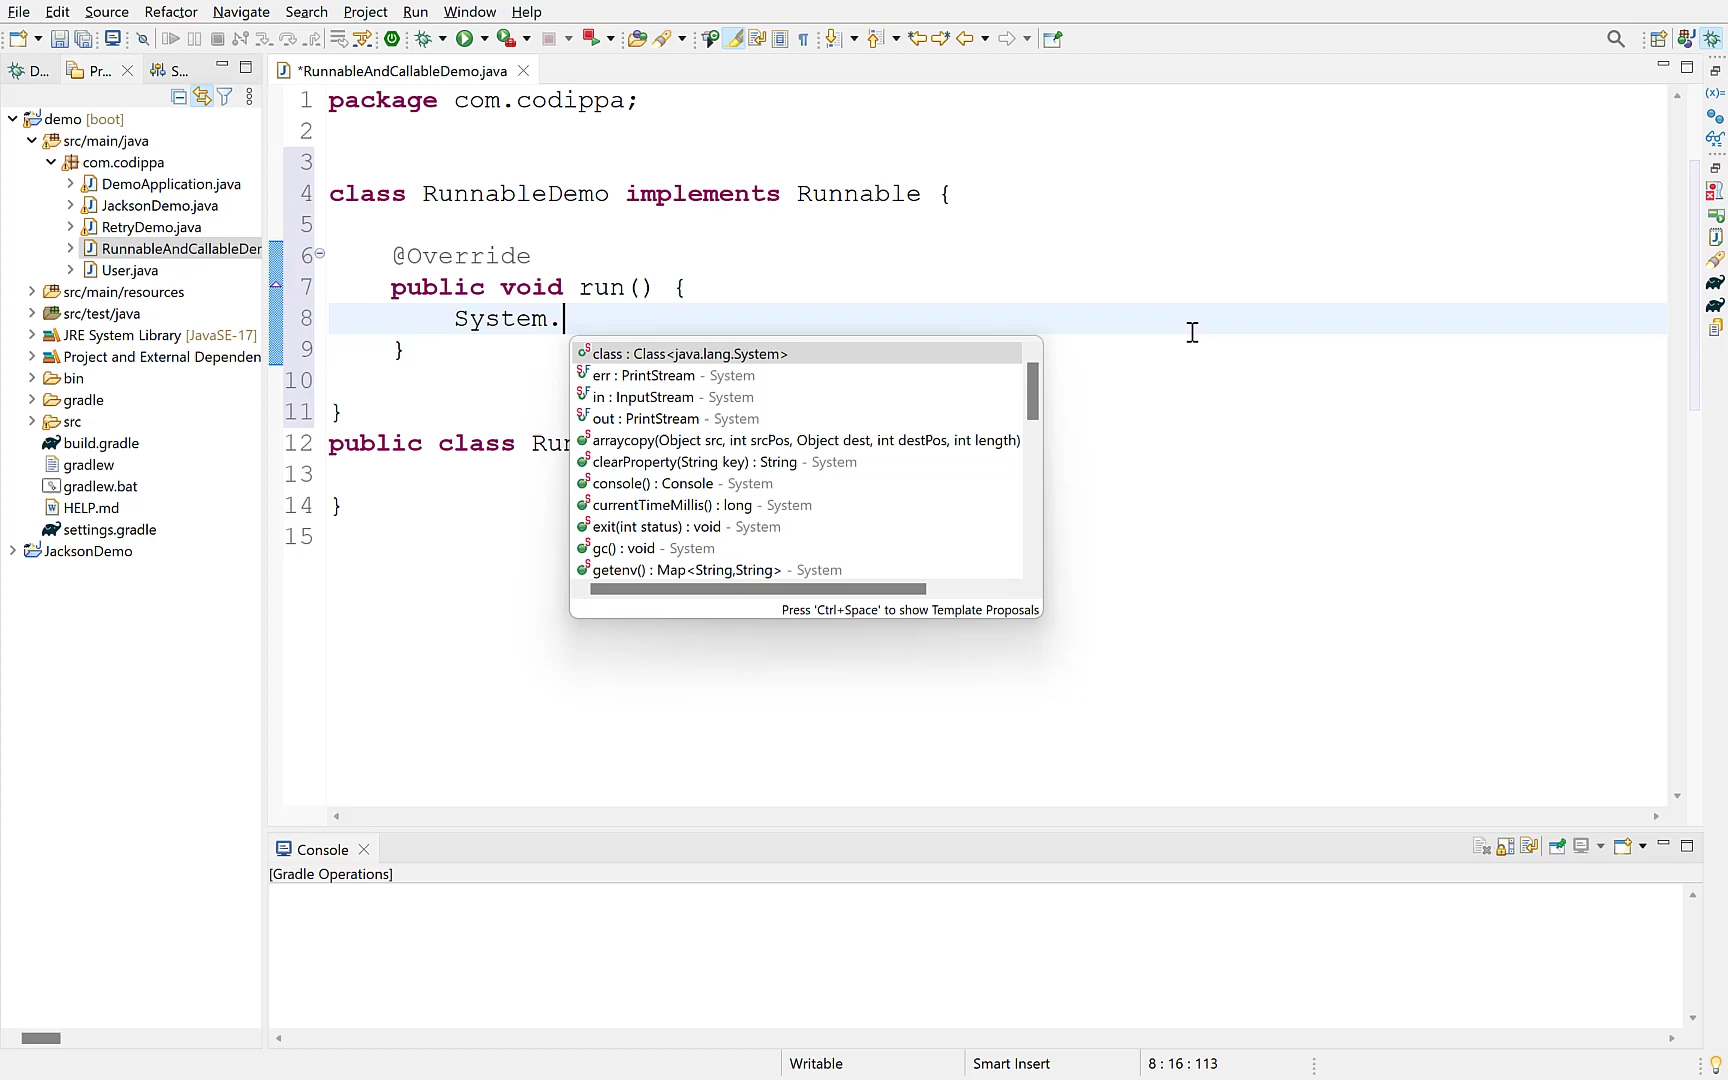 File Edit Source Refactor Navigate Search Project Run Window Help
D... Pr... S...
*RunnableAndCallableDemo.java
demo [boot]
src/main/java
com.codippa
DemoApplication.java
JacksonDemo.java
RetryDemo.java
RunnableAndCallableDer
User.java
src/main/resources
src/test/java
JRE System Library [JavaSE-17]
Project and External Dependen
bin
gradle
src
build.gradle
gradlew
gradlew.bat
HELP.md
settings.gradle
JacksonDemo
1 package com.codippa;
2
3
4 class RunnableDemo implements Runnable {
5
6 @Override
7 public void run() {
8 System.
9 }
10
11 }
12 public class Run
13
14 }
15
class : Class<java.lang.System>
err : PrintStream - System
in : InputStream - System
out : PrintStream - System
arraycopy(Object src, int srcPos, Object dest, int destPos, int length)
clearProperty(String key) : String - System
console() : Console - System
currentTimeMillis() : long - System
exit(int status) : void - System
gc() : void - System
getenv() : Map<String,String> - System
Press 'Ctrl+Space' to show Template Proposals
Console
[Gradle Operations]
Writable Smart Insert 8 : 16 : 113